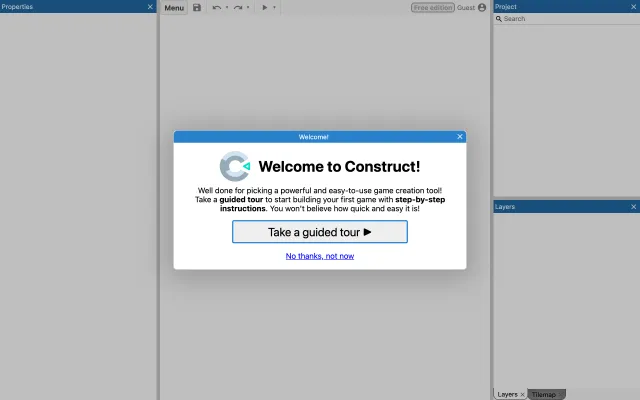 Properties
Menu
Free edition
Guest
Project
Search
Welcome!
Welcome to Construct!
Well done for picking a powerful and easy-to-use game creation tool!
Take a guided tour to start building your first game with step-by-step
instructions. You won't believe how quick and easy it is!
Take a guided tour
No thanks, not now
Layers
Layers
Tilemap